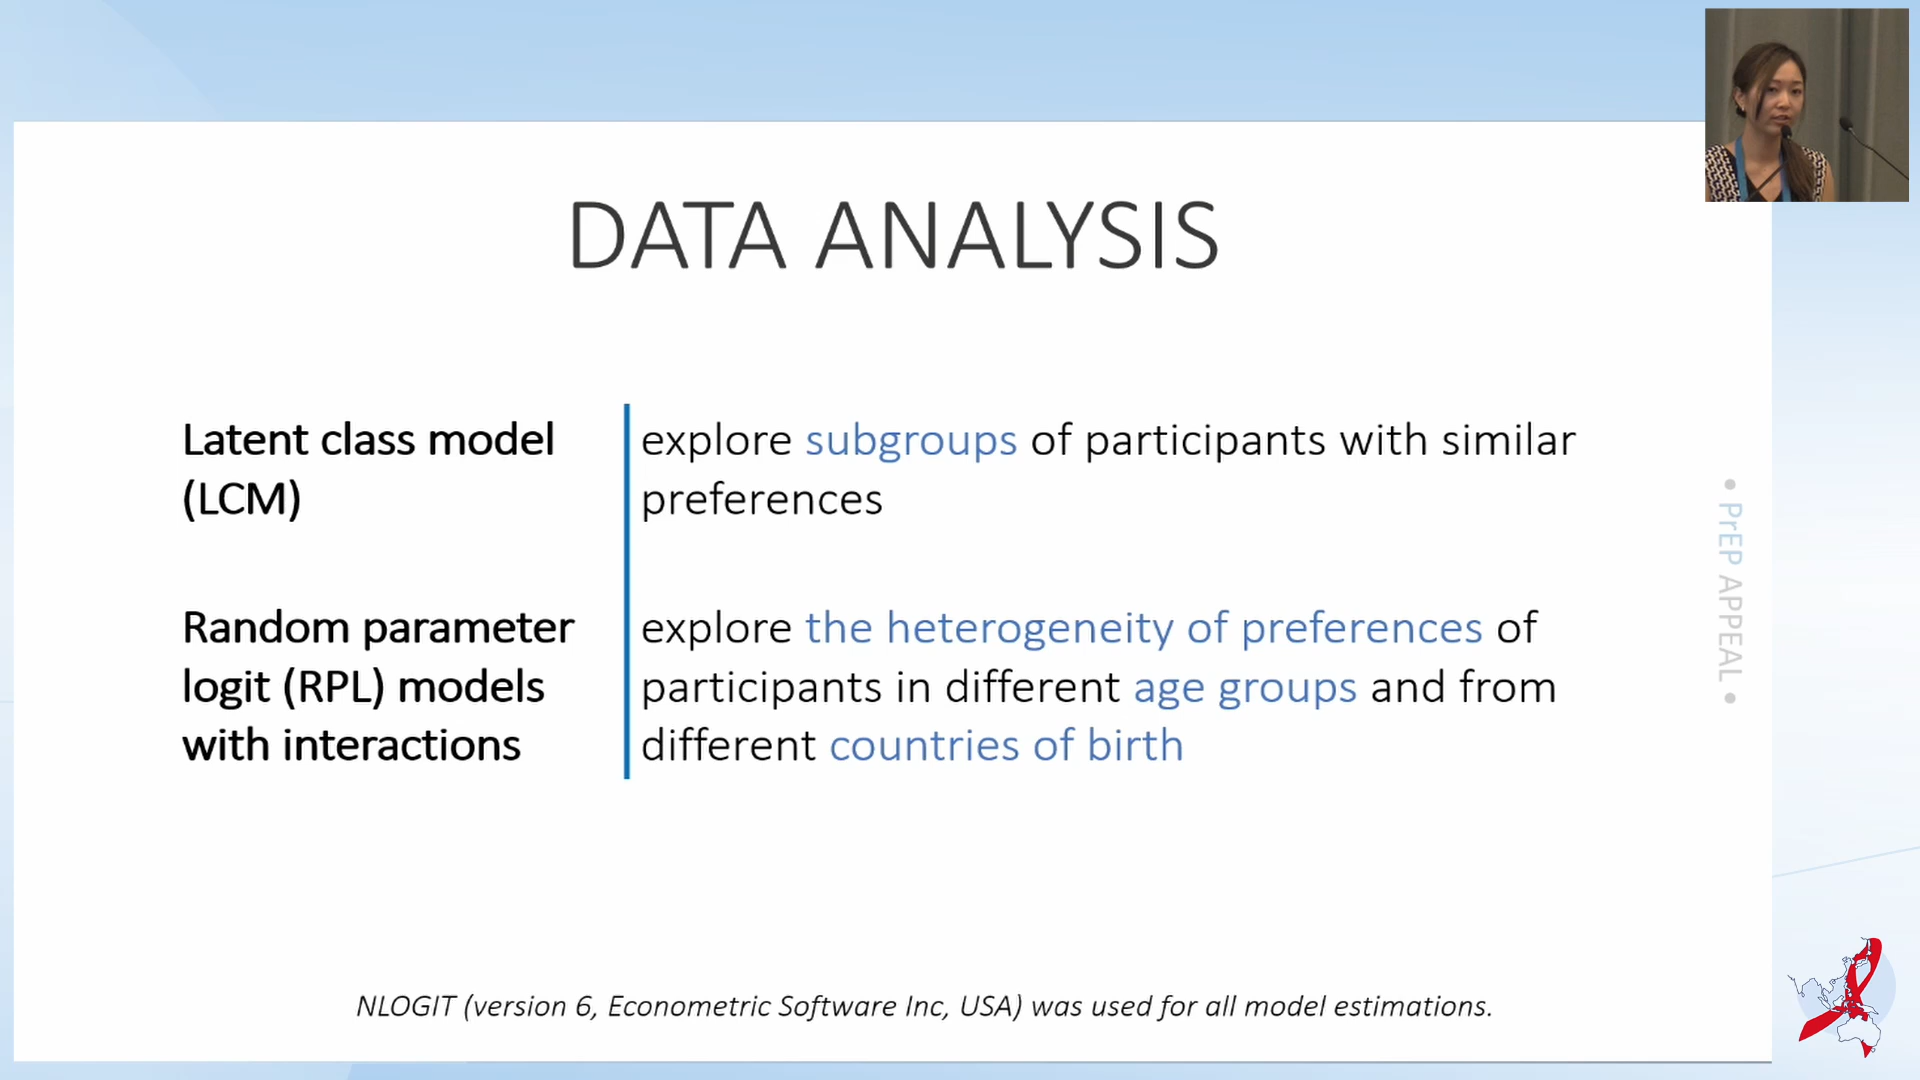 DATA ANALYSIS
Latent class model
(LCM)
explore subgroups of participants with similar
preferences
Random parameter
logit (RPL) models
with interactions
explore the heterogeneity of preferences of
participants in different age groups and from
different countries of birth
• PrEP APPEAL •
NLOGIT (version 6, Econometric Software Inc, USA) was used for all model estimations.